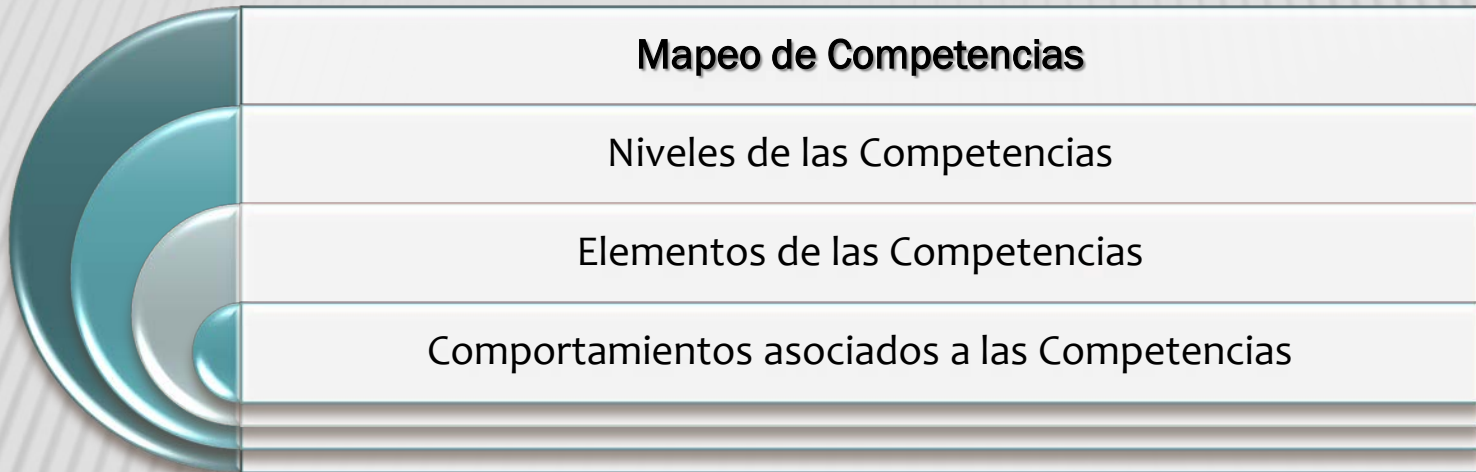 Mapeo de Competencias
Niveles de las Competencias
Elementos de las Competencias
Comportamientos asociados a las Competencias